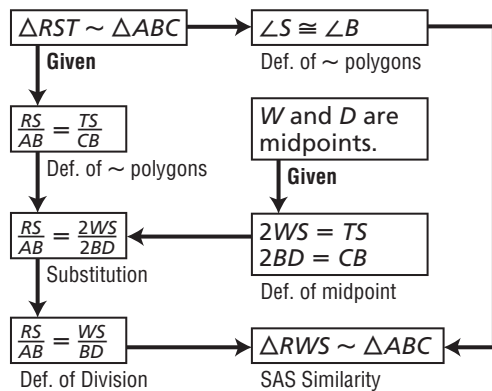 △RST ~ △ABC
∠S ≅ ∠B
Given
Def. of ~ polygons
RS/AB = TS/CB
Def. of ~ polygons
W and D are
midpoints.
Given
RS/AB = 2WS/2BD
Substitution
2WS = TS
2BD = CB
Def. of midpoint
RS/AB = WS/BD
Def. of Division
△RWS ~ △ABC
SAS Similarity